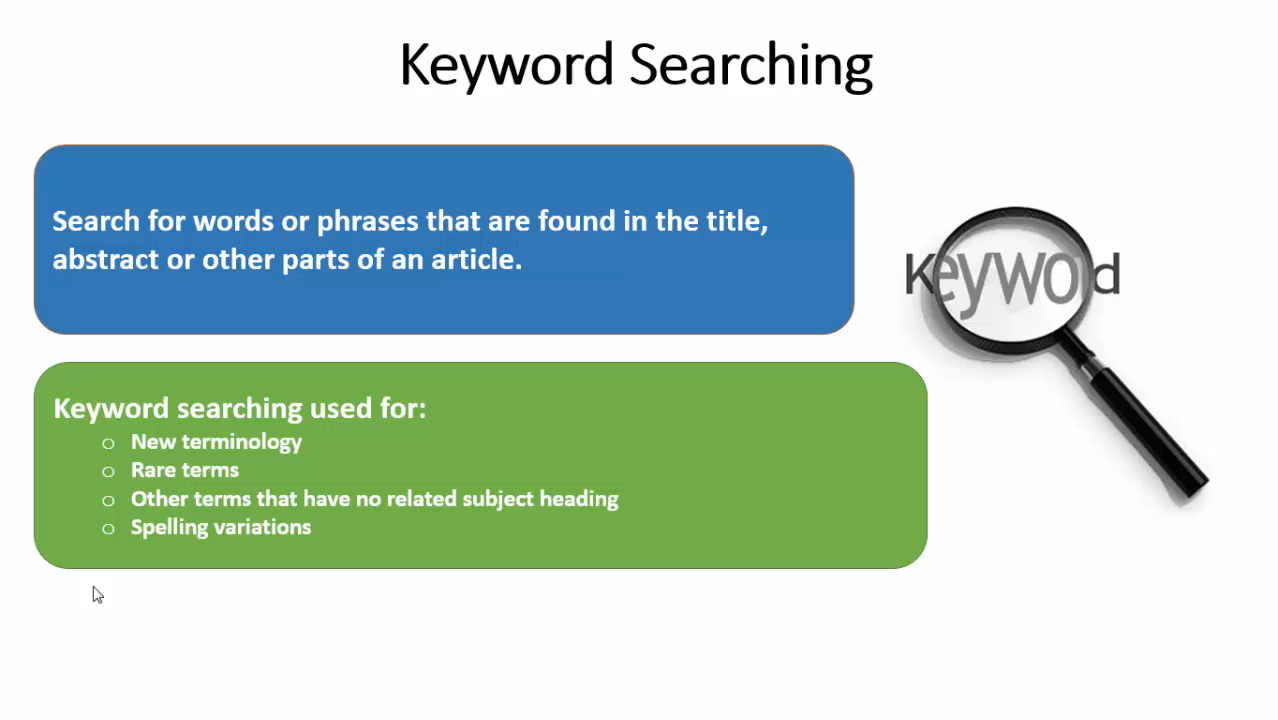 Keyword Searching
Search for words or phrases that are found in the title,
abstract or other parts of an article.
Keyword
Keyword searching used for:
o New terminology
o Rare terms
o Other terms that have no related subject heading
o Spelling variations